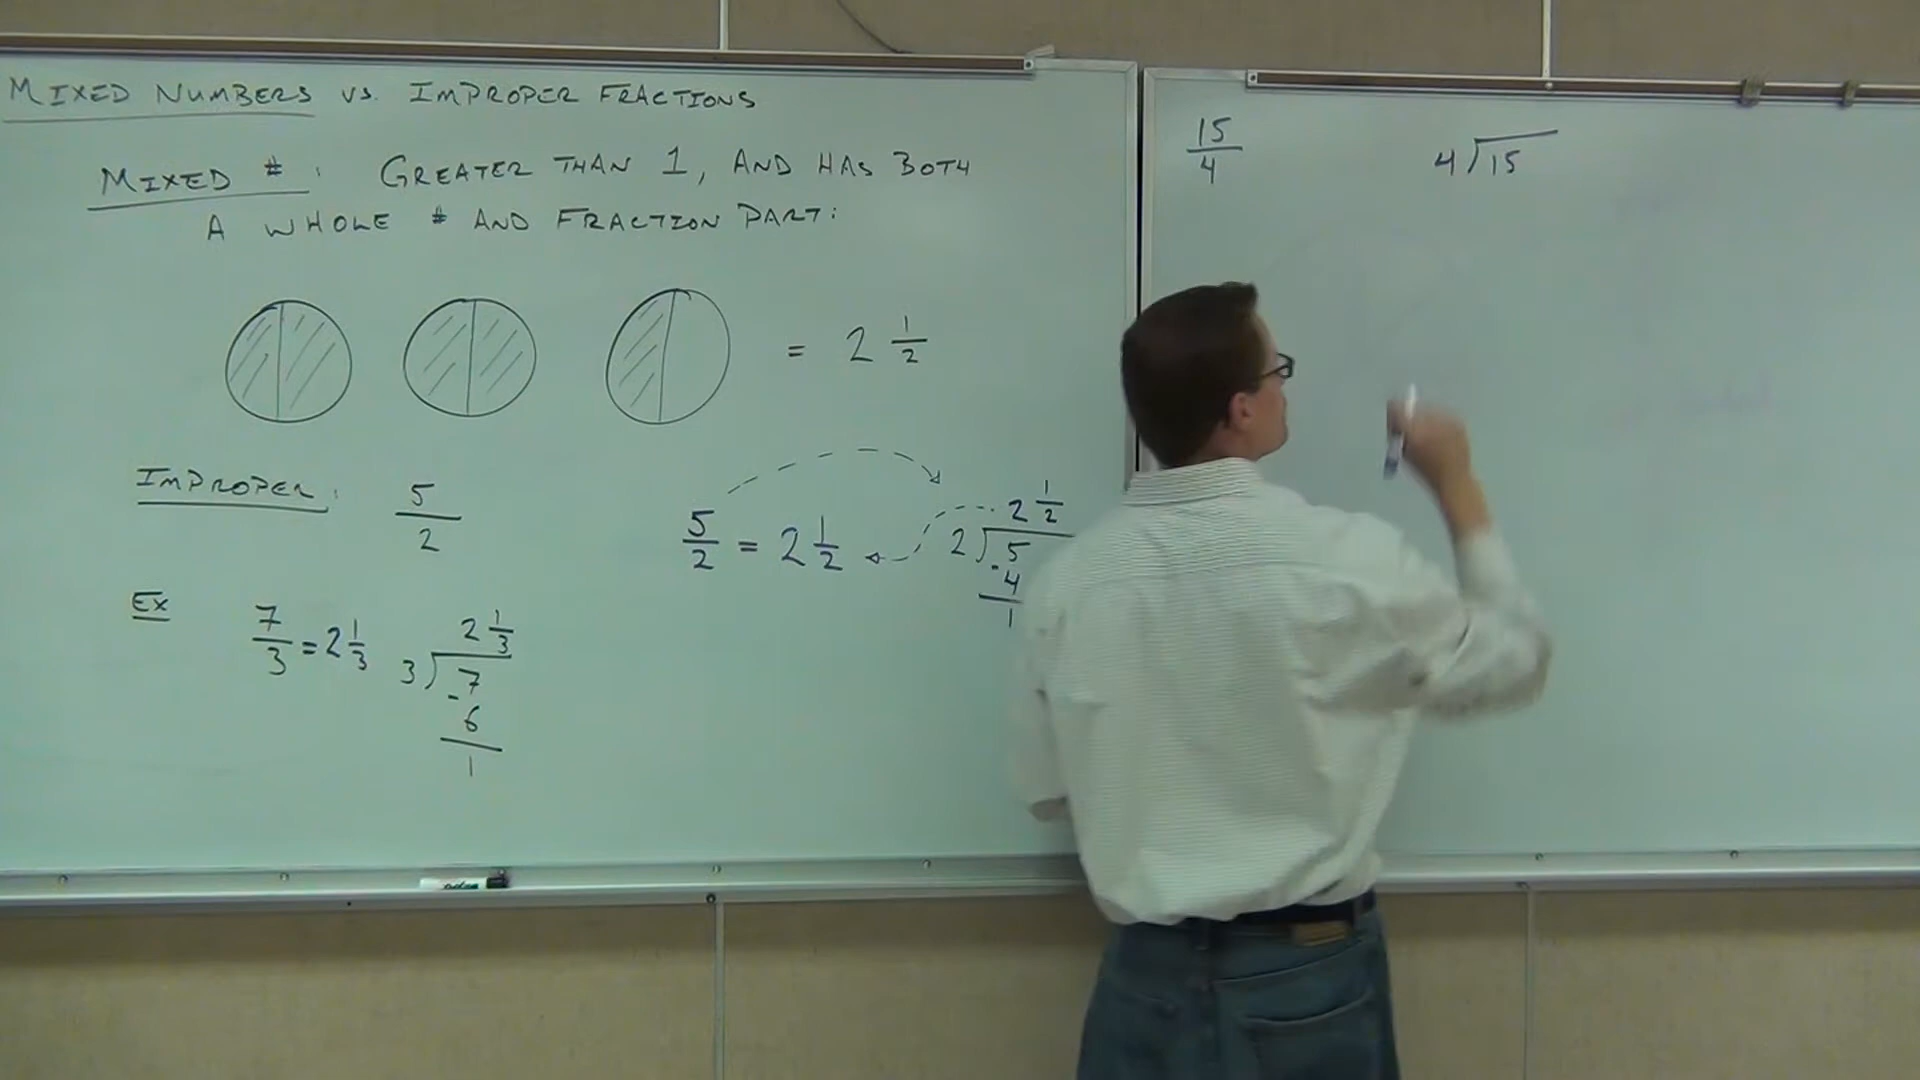 MIXED NUMBERS VS. IMPROPER FRACTIONS
MIXED #: GREATER THAN 1, AND HAS BOTH
A WHOLE # AND FRACTION PART:
= 2 1/2
IMPROPER: 5/2
5/2 = 2 1/2
2 1/2
2 5
- 4
1
EX 7/3 = 2 1/3
2 1/3
3 7
- 6
1
15/4
4 15